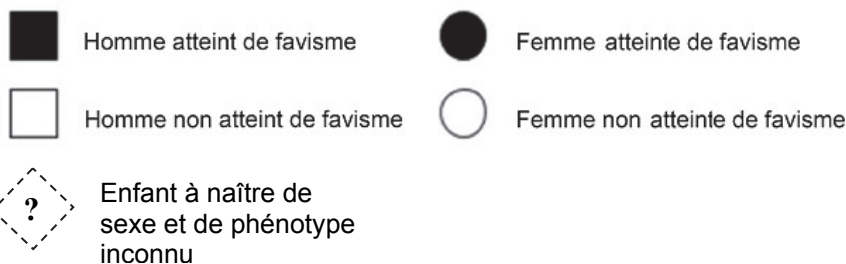 Homme atteint de favisme
Femme atteinte de favisme
Homme non atteint de favisme
Femme non atteinte de favisme
?
Enfant à naître de
sexe et de phénotype
inconnu